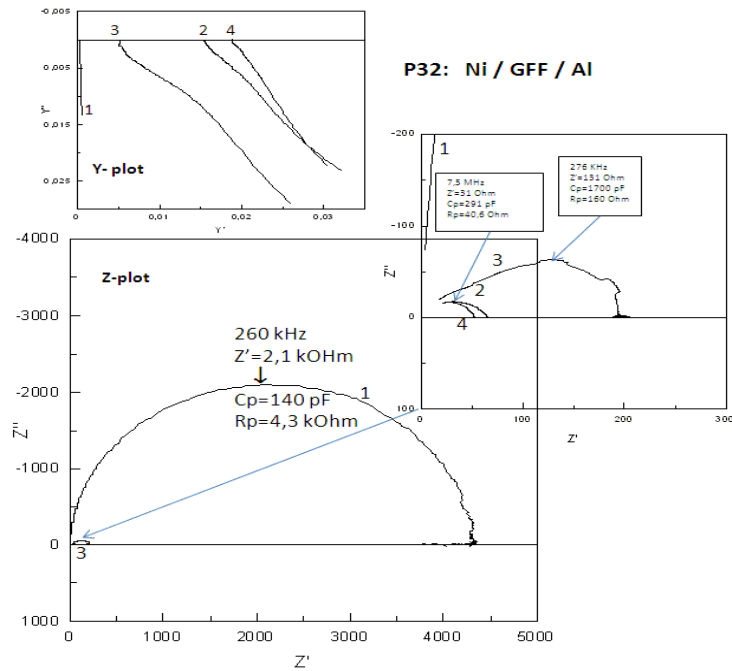 -0,005
3 2 4
0,005
0,015
0,025
Y"
1
Y- plot
0,01 0,02 0,03
Y'
P32: Ni / GFF / Al
-200
1
7,5 MHz
Z'=31 Ohm
Cp=291 pF
Rp=40,6 Ohm
276 KHz
Z'=131 Ohm
Cp=1700 pF
Rp=160 Ohm
-100
Z"
3
2
0
4
100
0 100 200 300
Z'
-4000
Z-plot
-3000
260 kHz
Z'=2,1 kOHm
-2000
Cp=140 pF
1
Rp=4,3 kOhm
Z"
-1000
0
3
1000
0 1000 2000 3000 4000 5000
Z'